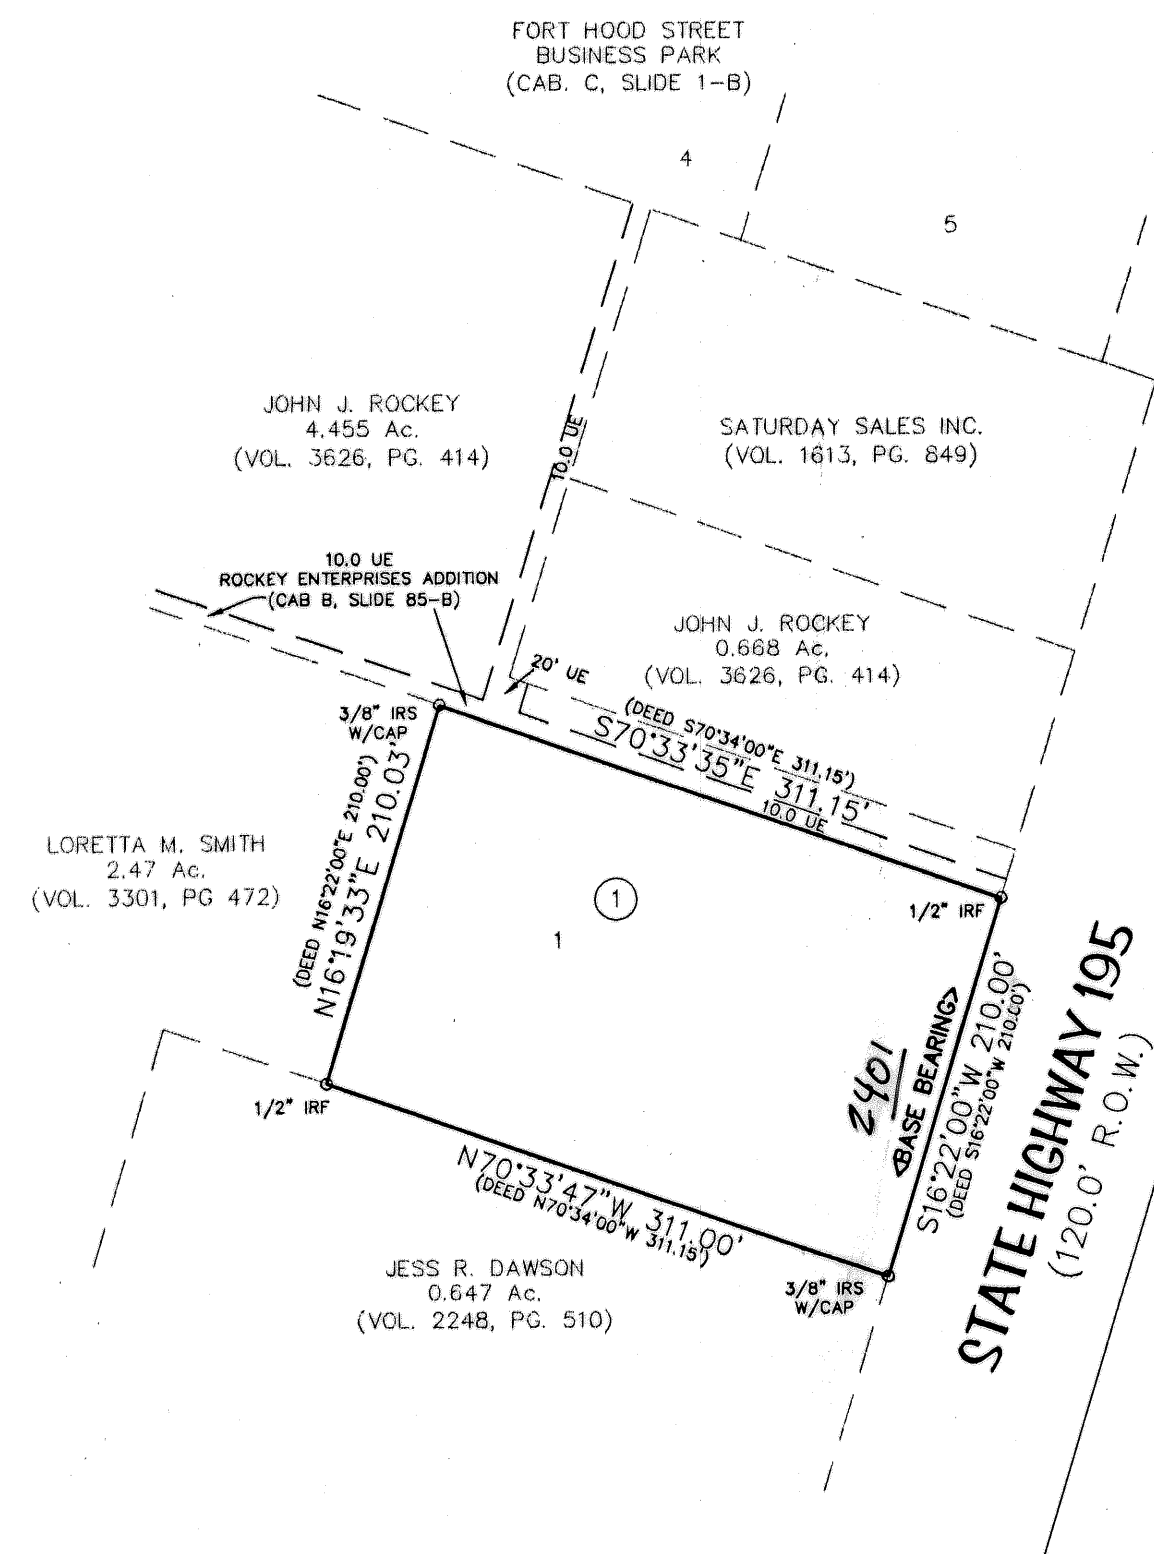 FORT HOOD STREET
BUSINESS PARK
(CAB. C, SLIDE 1-B)
4
5
JOHN J. ROCKEY
4.455 Ac.
(VOL. 3626, PG. 414)
10.0 UE
SATURDAY SALES INC.
(VOL. 1613, PG. 849)
10.0 UE
ROCKEY ENTERPRISES ADDITION
(CAB B, SLIDE 85-B)
JOHN J. ROCKEY
0.668 Ac.
(VOL. 3626, PG. 414)
20' UE
3/8" IRS
W/CAP
(DEED S70°34'00"E 311.15')
S70°33'35"E 311.15'
10.0 UE
(DEED N16°22'00"E 210.00')
N16°19'33"E 210.03'
LORETTA M. SMITH
2.47 Ac.
(VOL. 3301, PG 472)
1
1
1/2" IRF
2401
<BASE BEARING>
S16°22'00"W 210.00'
(DEED S16°22'00"W 210.00')
STATE HIGHWAY 195
(120.0' R.O.W.)
1/2" IRF
N70°33'47"W 311.00'
(DEED N70°34'00"W 311.15')
JESS R. DAWSON
0.647 Ac.
(VOL. 2248, PG. 510)
3/8" IRS
W/CAP